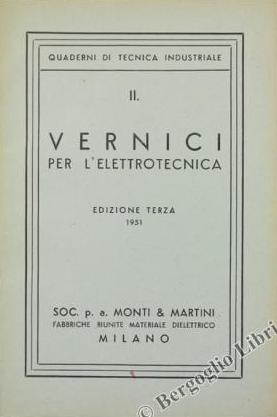 QUADERNI DI TECNICA INDUSTRIALE
II.
VERNICI
PER L'ELETTROTECNICA
EDIZIONE TERZA
1951
SOC. p. a. MONTI & MARTINI
FABBRICHE RIUNITE MATERIALE DIELETTRICO
MILANO
© Bergoglio Libri